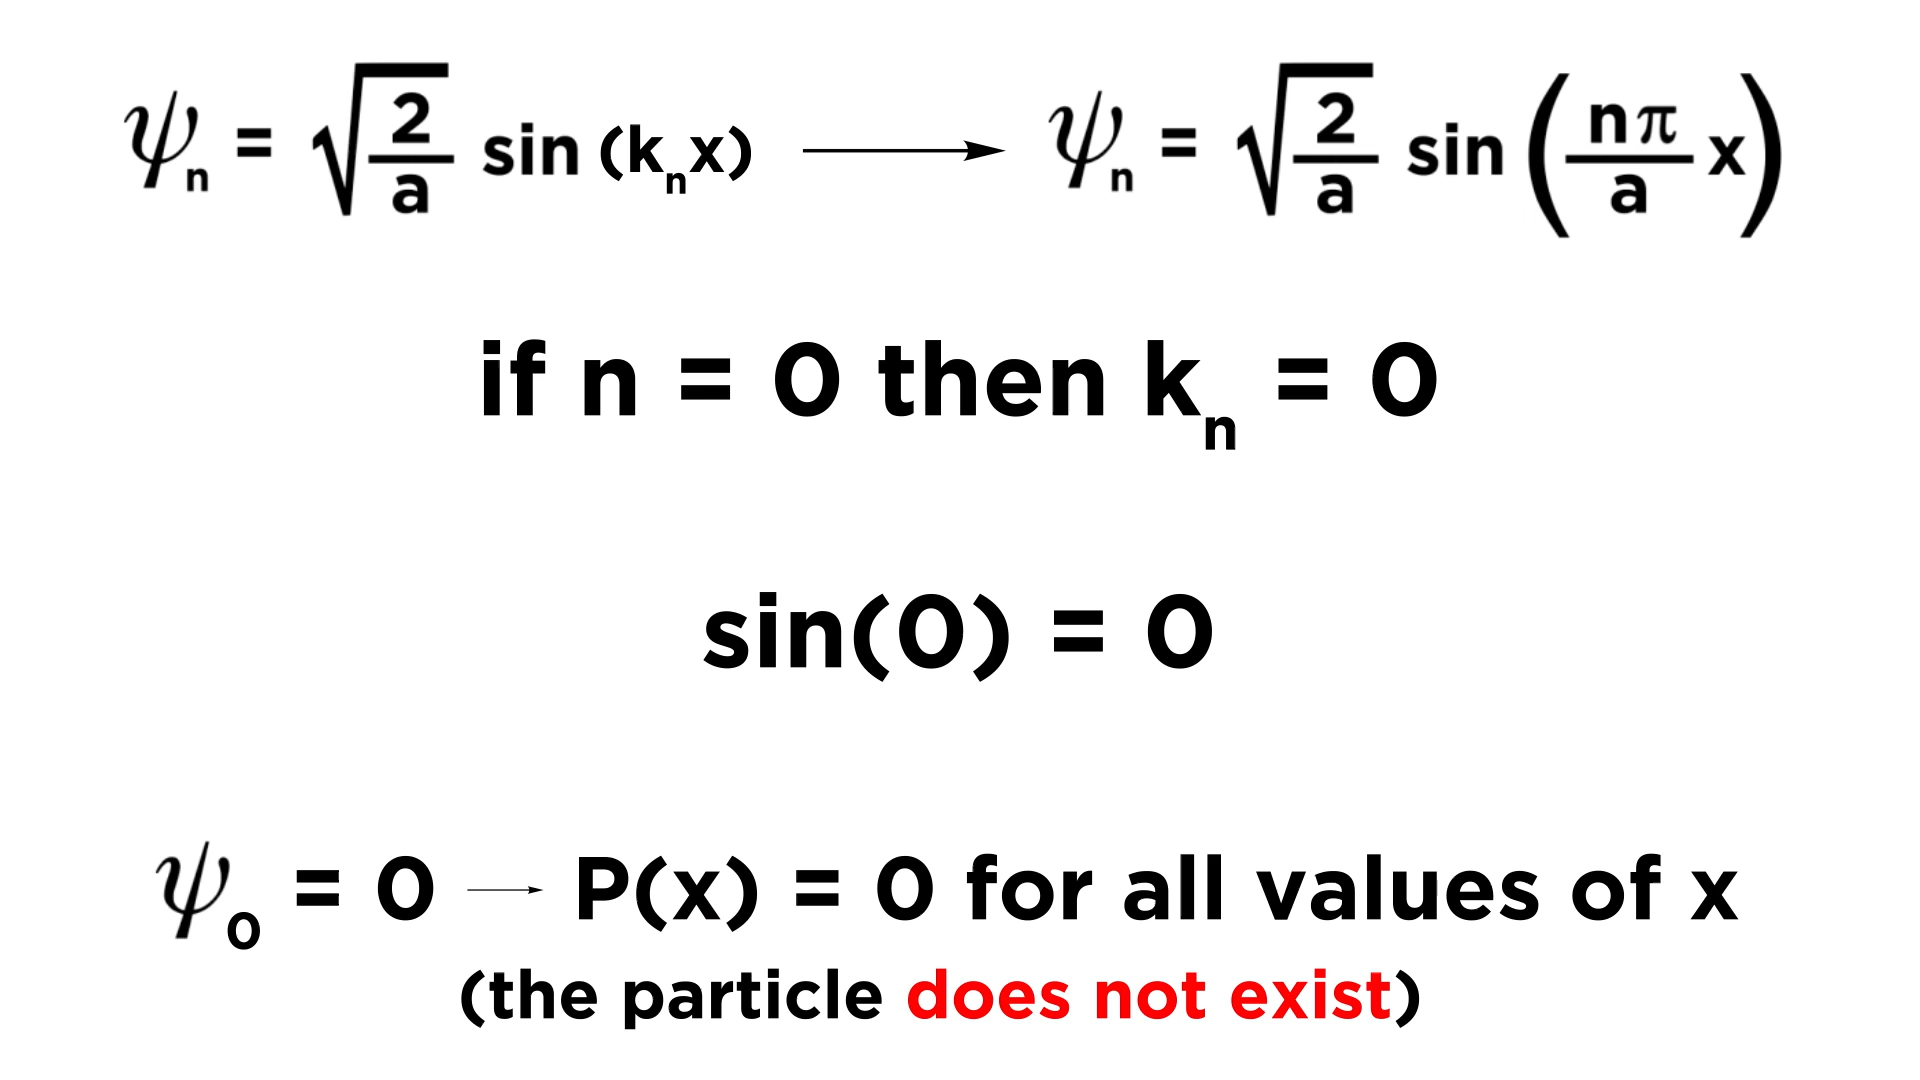 ψₙ = √(2/a) sin (kₙx) ⟶ ψₙ = √(2/a) sin (nπ/a x)
if n = 0 then kₙ = 0
sin(0) = 0
ψ₀ = 0 → P(x) = 0 for all values of x
(the particle does not exist)